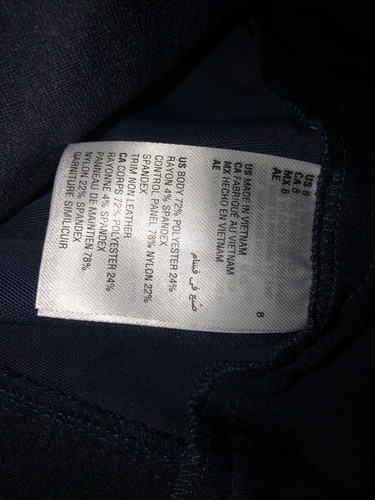 US 8
CA 8
MX 8
AE
8
US MADE IN VIETNAM
CA FABRIQUÉ AU VIETNAM
MX HECHO EN VIETNAM
AE
صُنع في فيتنام
US BODY 72% POLYESTER 24%
RAYON 4% SPANDEX
CONTROL PANEL 78% NYLON 22%
SPANDEX
TRIM NON LEATHER
CA CORPS 72% POLYESTER 24%
RAYONNE 4% SPANDEX
PANNEAU DE MAINTIEN 78%
NYLON 22% SPANDEX
GARNITURE SIMILICUIR